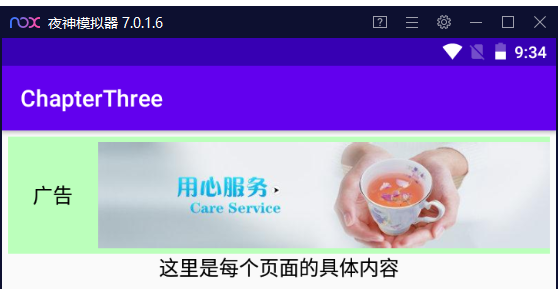 nox 夜神模拟器 7.0.1.6
9:34
ChapterThree
广告
用心服务
Care Service
这里是每个页面的具体内容